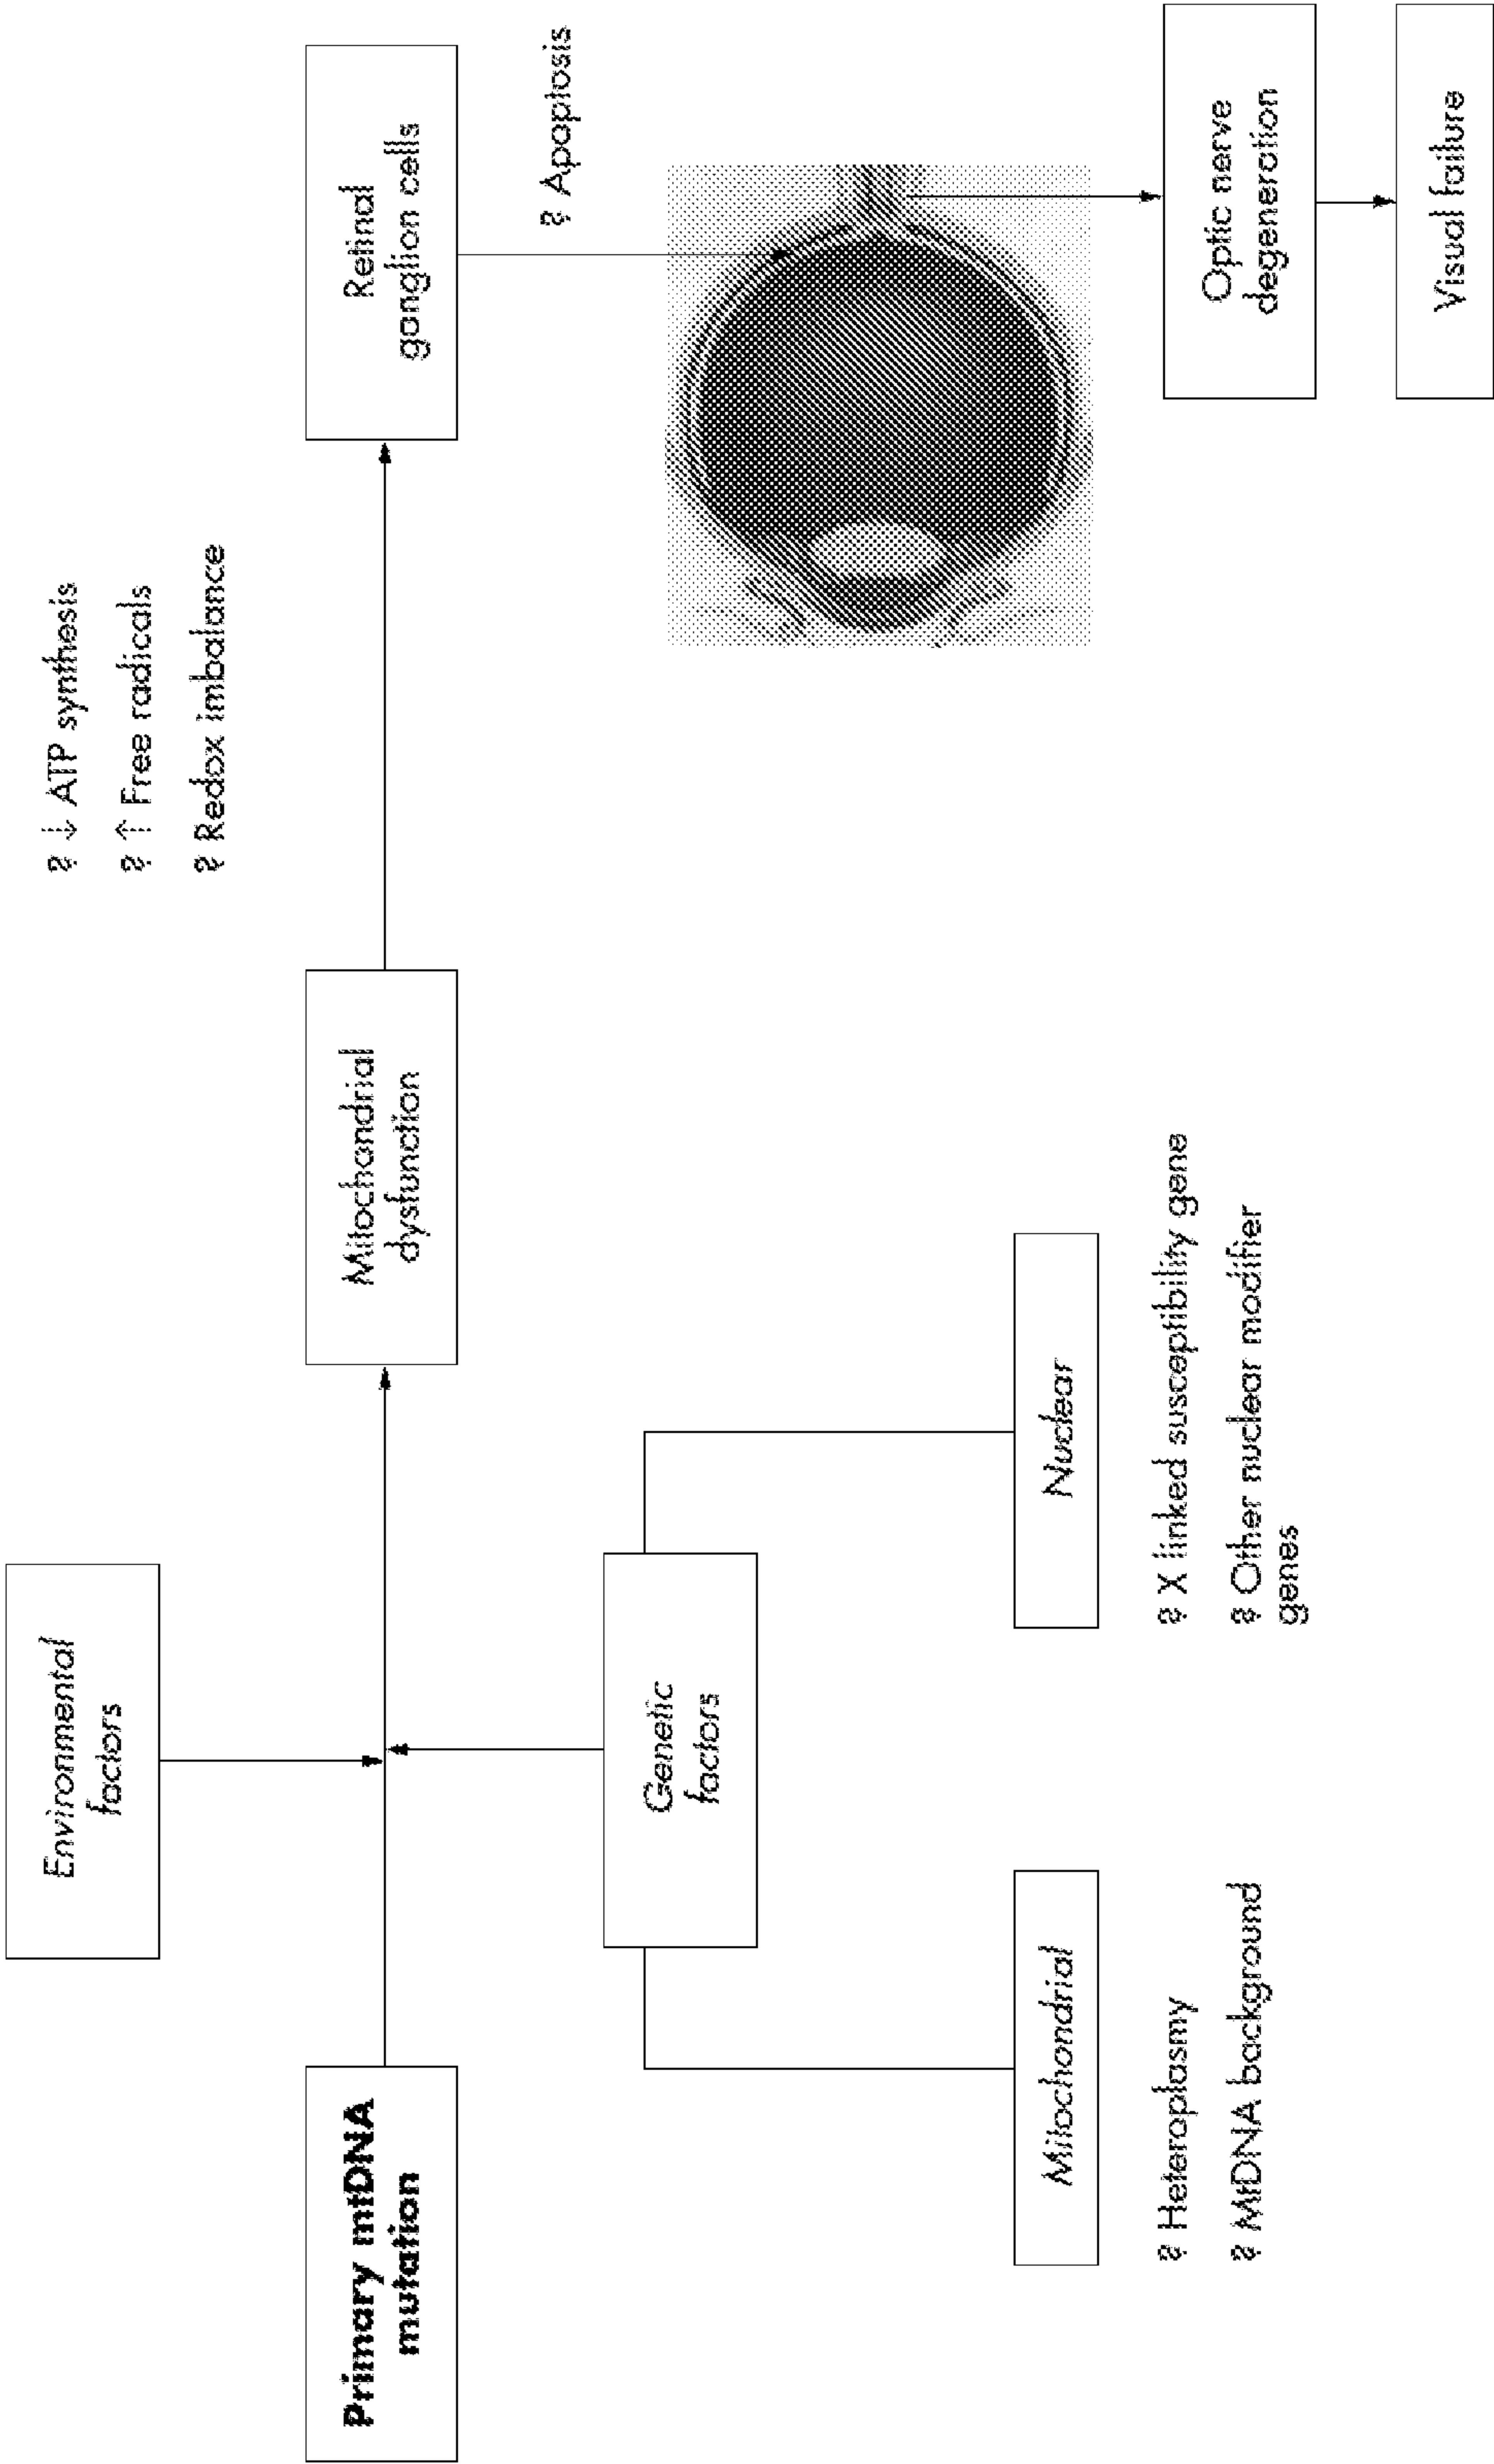 Environmental
factors
Primary mtDNA
mutation
Mitochondrial
dysfunction
? ↓ ATP synthesis
? ↑ Free radicals
? Redox imbalance
Retinal
ganglion cells
? Apoptosis
Genetic
factors
Mitochondrial
? Heteroplasmy
? MtDNA background
Nuclear
? X linked susceptibility gene
? Other nuclear modifier
genes
Optic nerve
degeneration
Visual failure